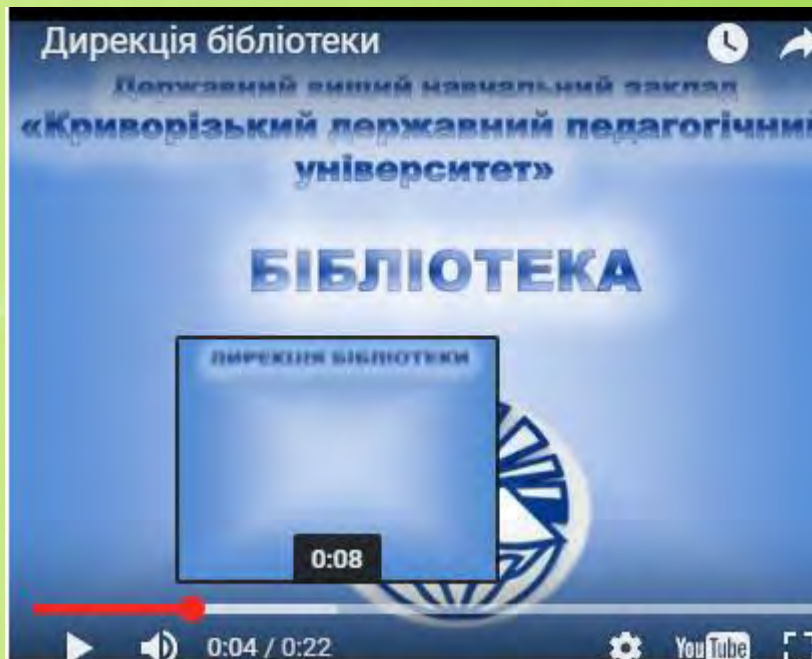 Дирекція бібліотеки
Державний вищий навчальний заклад
«Криворізький державний педагогічний
університет»
БІБЛІОТЕКА
ДИРЕКЦІЯ БІБЛІОТЕКИ
0:08
0:04 / 0:22
YouTube